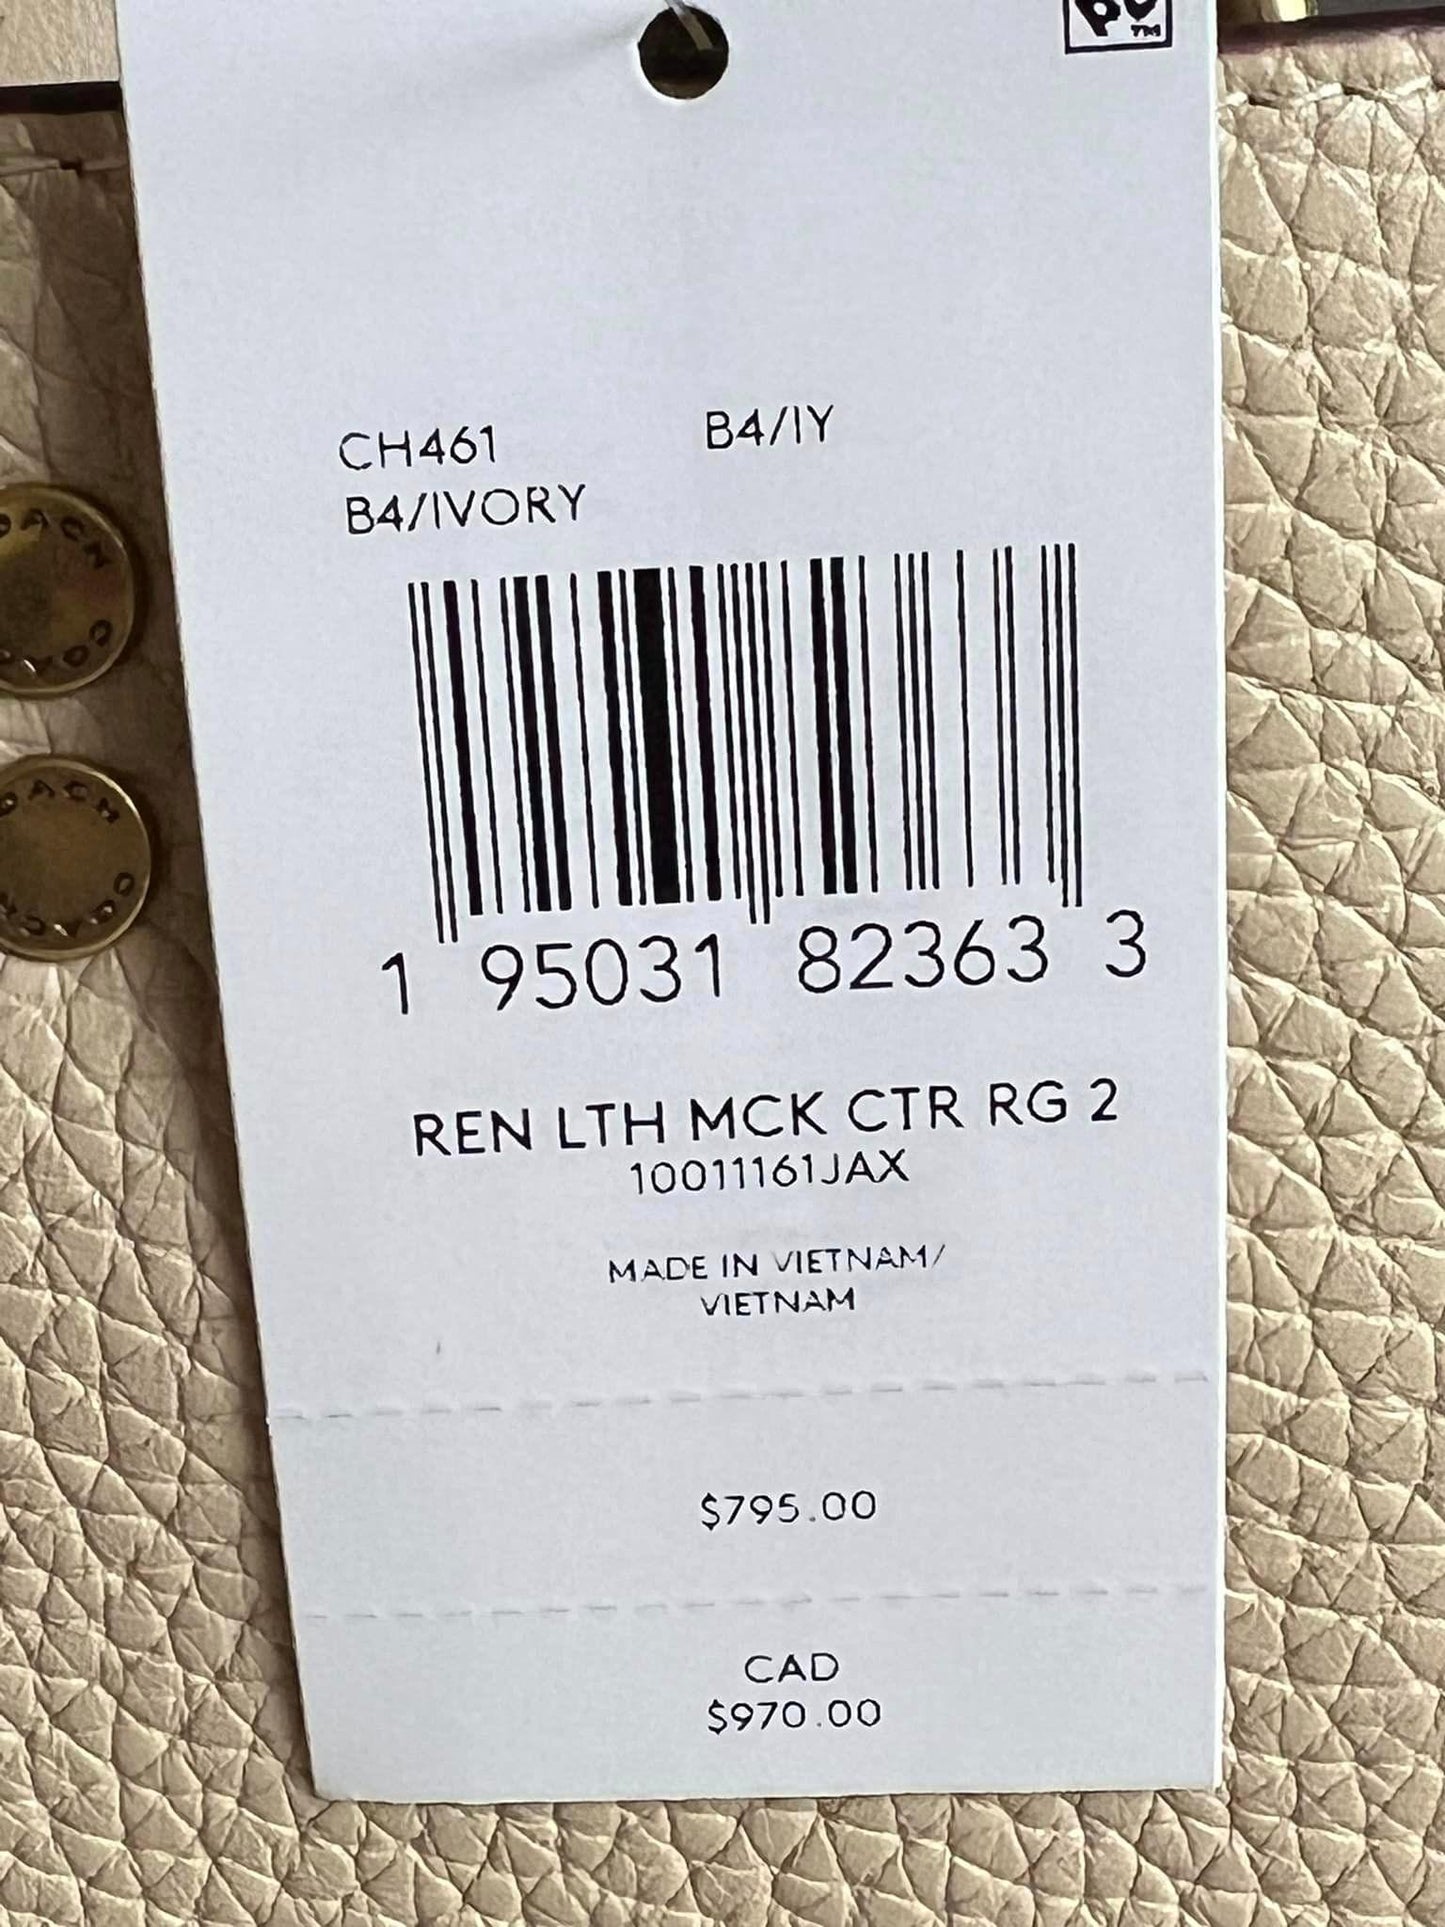 TM
CH461 B4/IY
B4/IVORY
COACH
COACH
1 95031 82363 3
REN LTH MCK CTR RG 2
10011161JAX
MADE IN VIETNAM/
VIETNAM
$795.00
CAD
$970.00